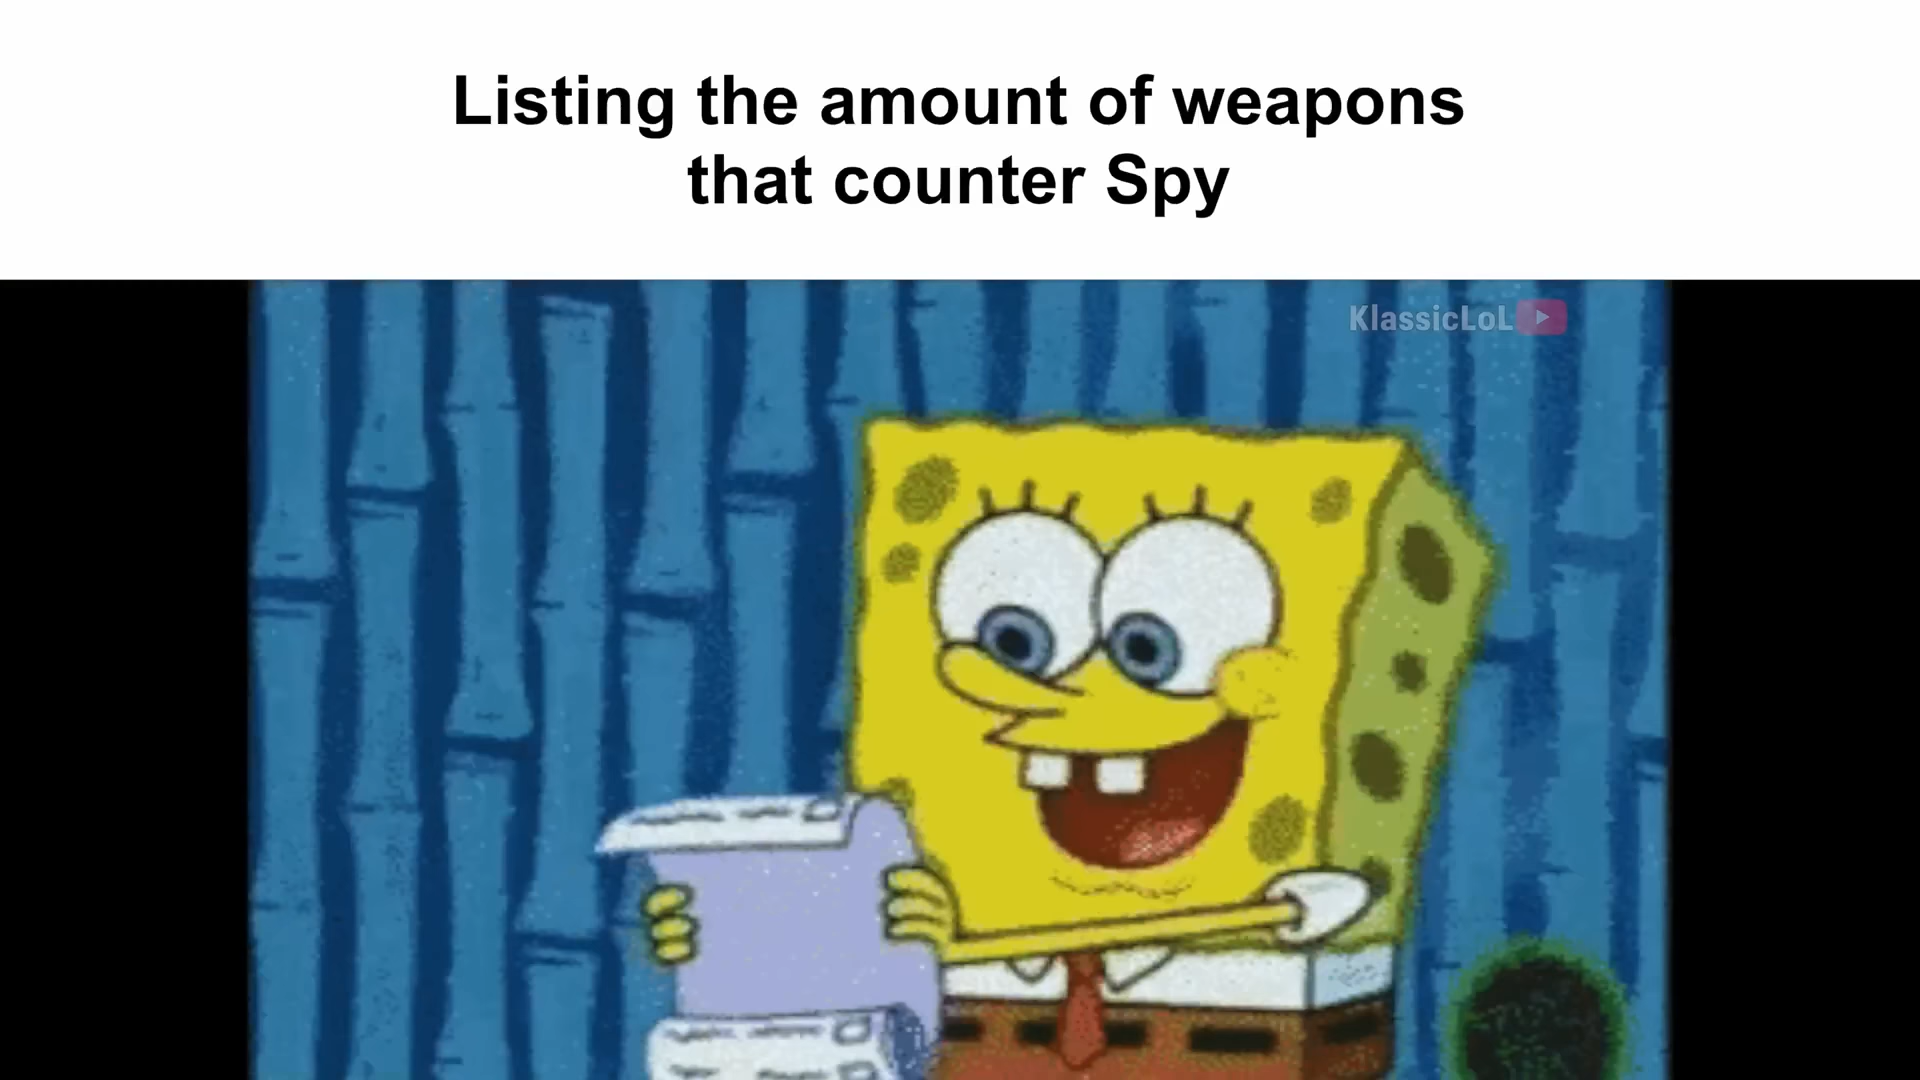 Listing the amount of weapons
that counter Spy
KlassicLoL